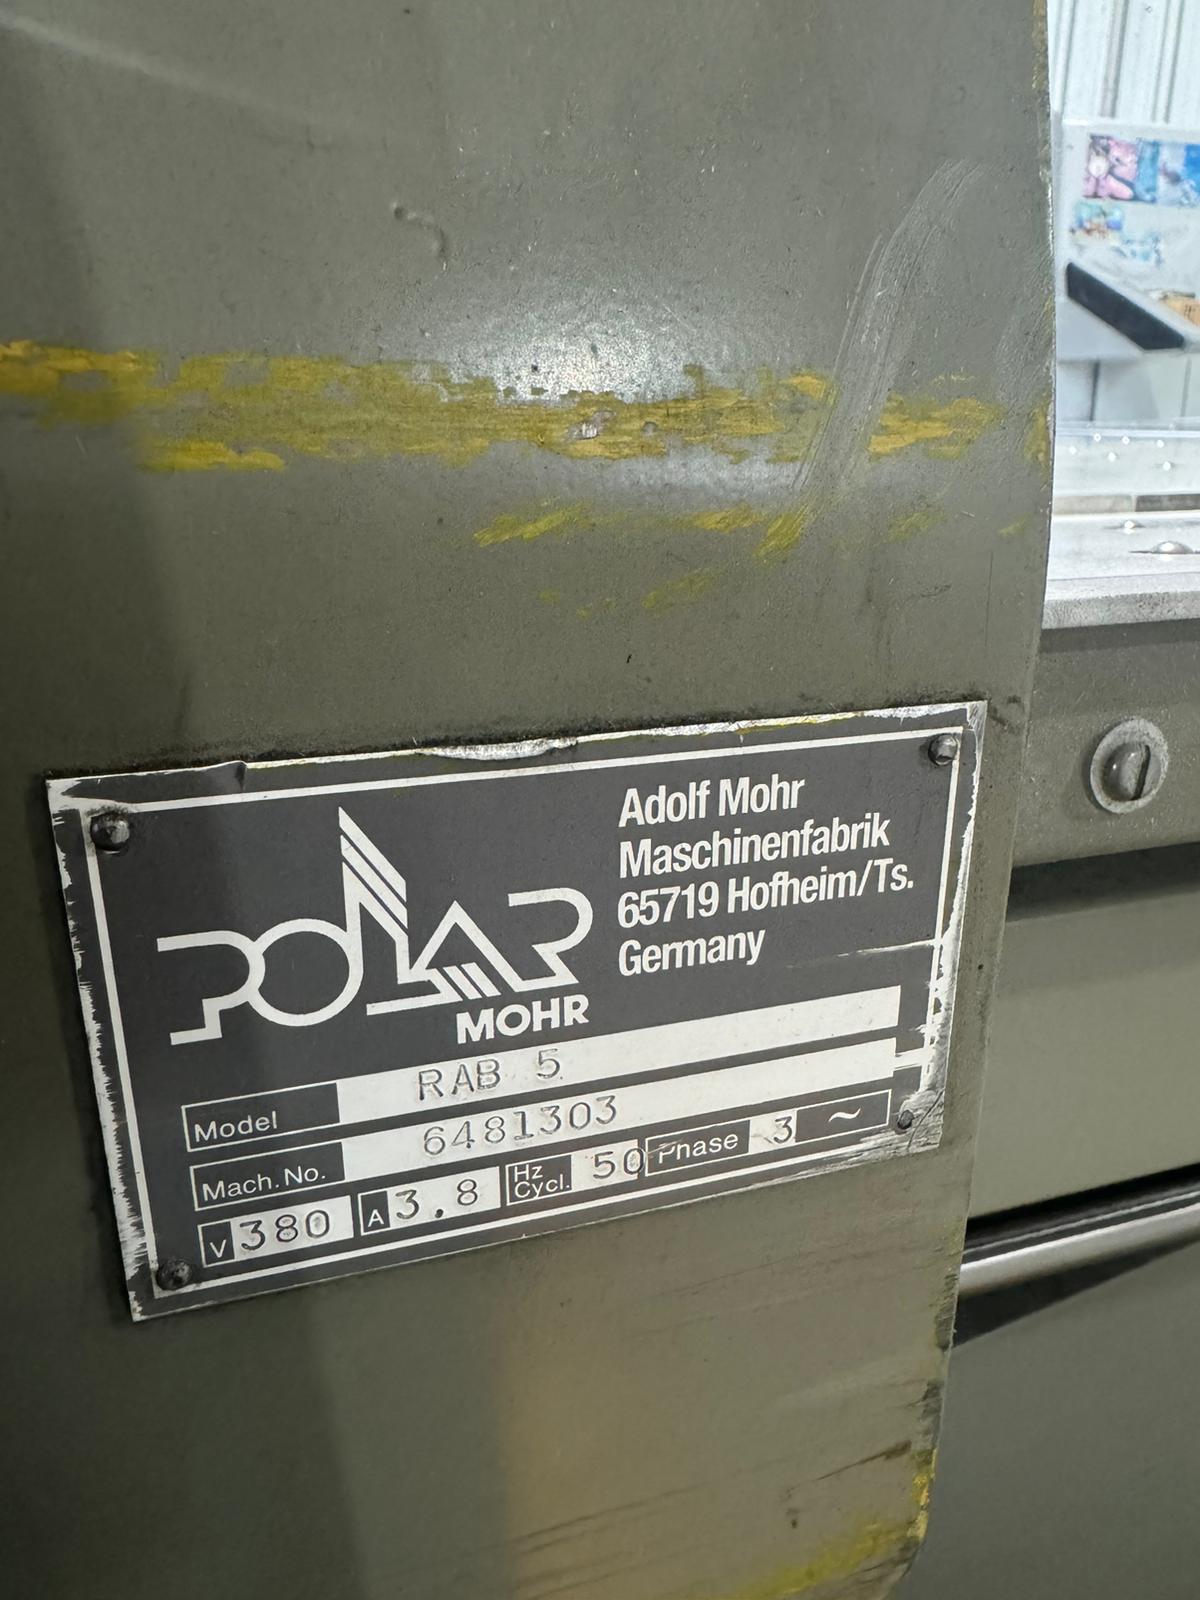 POLAR
MOHR
Adolf Mohr
Maschinenfabrik
65719 Hofheim/Ts.
Germany
Model RAB 5
Mach. No. 6481303
V 380 A 3.8 Hz Cycl. 50 Phase 3 ~